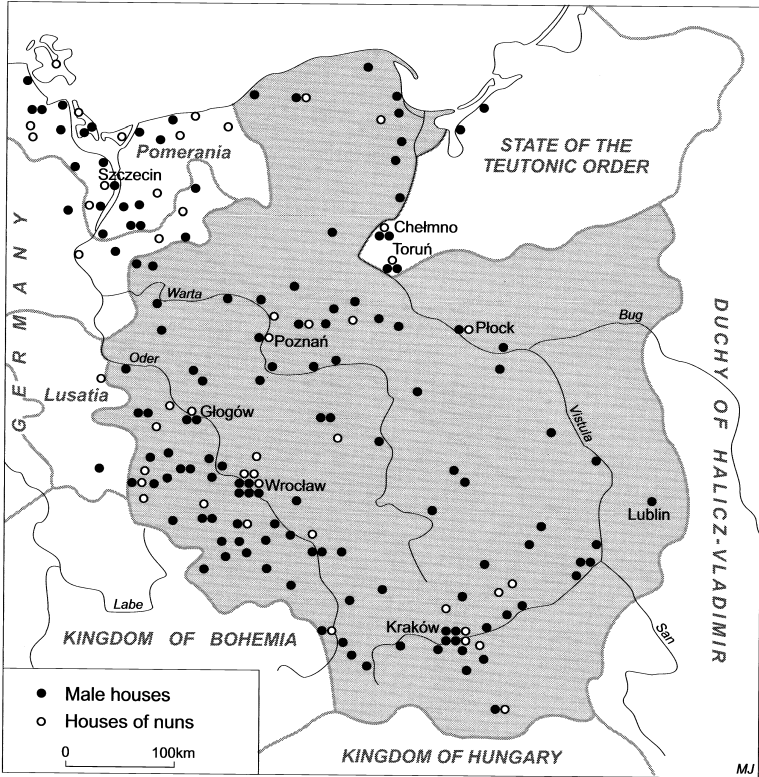 Pomerania
Szczecin
STATE OF THE
TEUTONIC ORDER
Chełmno
Toruń
GERMANY
Warta
Bug
Płock
Poznań
DUCHY OF HALICZ-VLADIMIR
Oder
Lusatia
Głogów
Vistula
Wrocław
Lublin
Labe
Kraków
San
KINGDOM OF BOHEMIA
Male houses
Houses of nuns
0 100km
KINGDOM OF HUNGARY
MJ